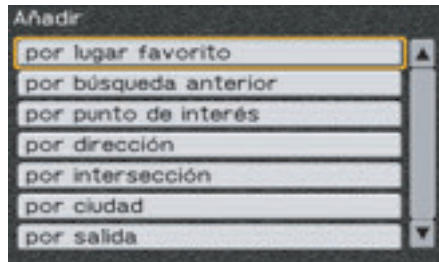 Añadir
por lugar favorito
por búsqueda anterior
por punto de interés
por dirección
por intersección
por ciudad
por salida